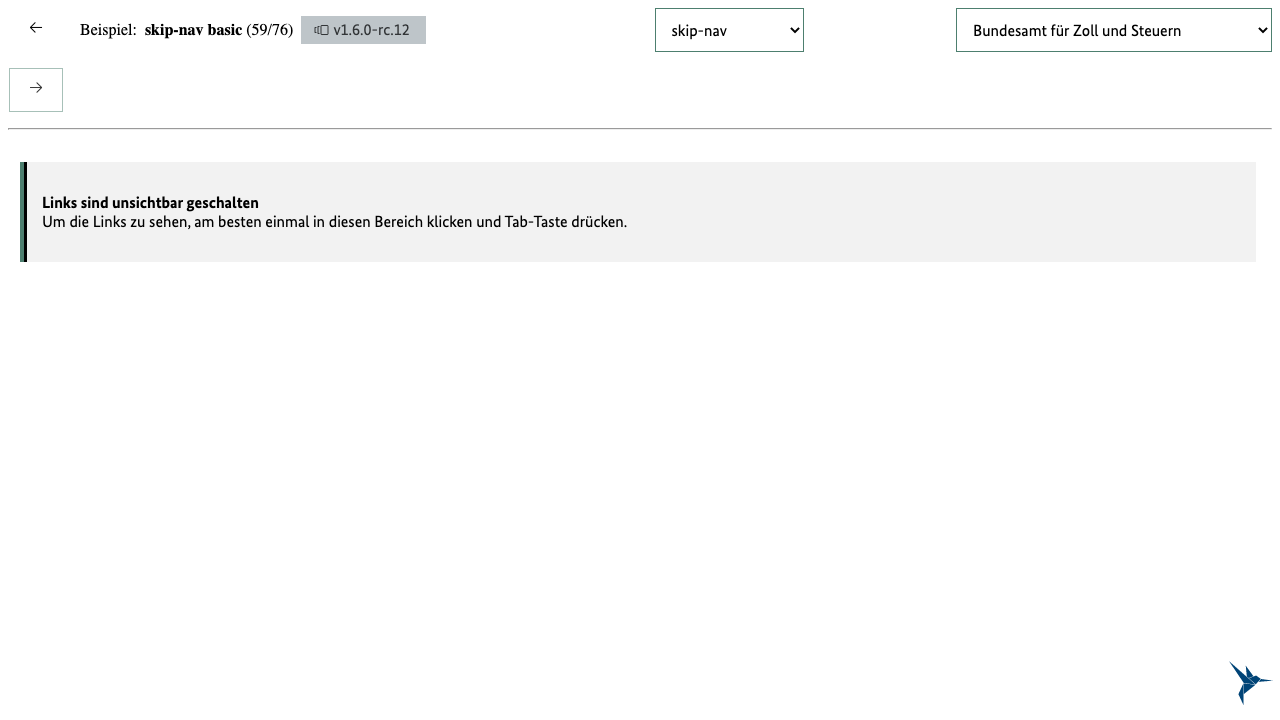 Beispiel: skip-nav basic (59/76) v1.6.0-rc.12
skip-nav
Bundesamt für Zoll und Steuern
Links sind unsichtbar geschalten
Um die Links zu sehen, am besten einmal in diesen Bereich klicken und Tab-Taste drücken.